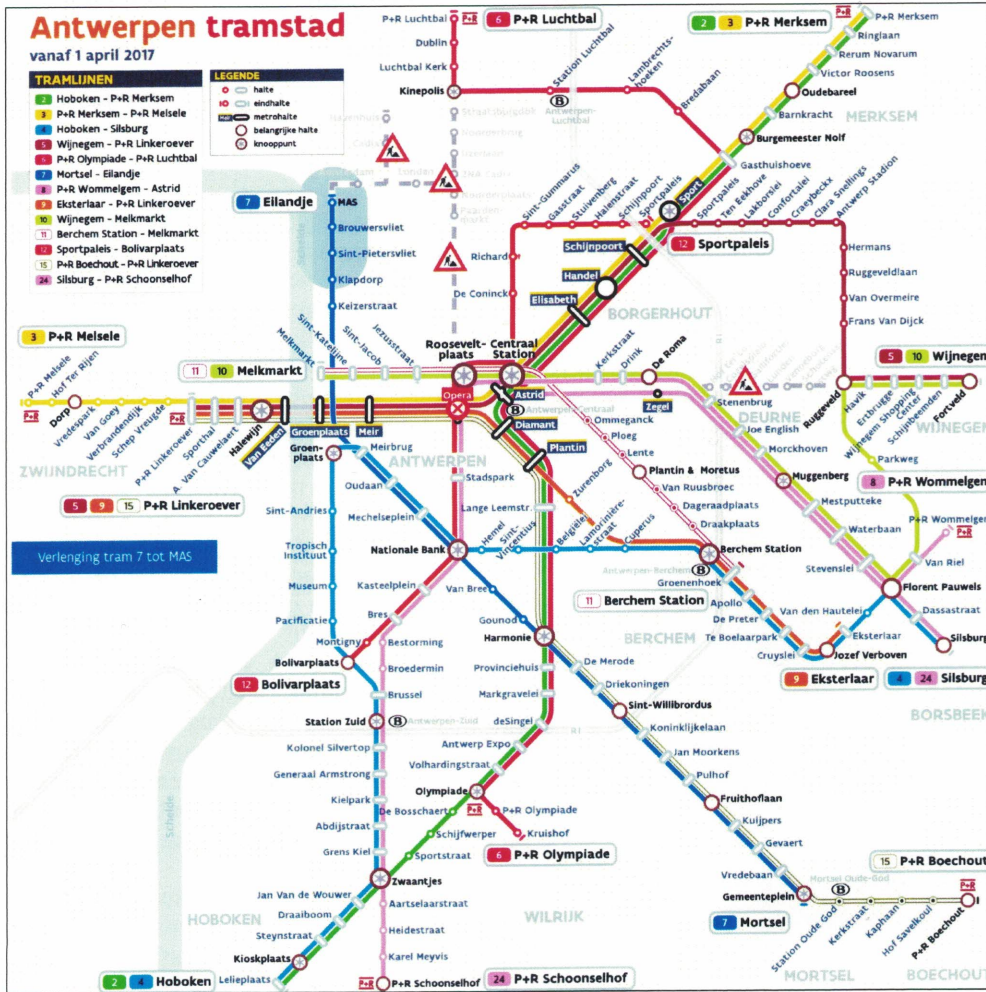 Antwerpen tramstad
vanaf 1 april 2017
TRAMLIJNEN
2 Hoboken - P+R Merksem
3 P+R Merksem - P+R Melsele
4 Hoboken - Silsburg
5 Wijnegem - P+R Linkeroever
6 P+R Olympiade - P+R Luchtbal
7 Mortsel - Eilandje
8 P+R Wommelgem - Astrid
9 Eksterlaar - P+R Linkeroever
10 Wijnegem - Melkmarkt
11 Berchem Station - Melkmarkt
12 Sportpaleis - Bolivarplaats
15 P+R Boechout - P+R Linkeroever
24 Silsburg - P+R Schoonselhof
LEGENDE
halte
eindhalte
metrohalte
belangrijke halte
knooppunt
P+R Luchtbal
P+R
6 P+R Luchtbal
Dublin
Luchtbal Kerk
Kinepolis
Station Luchtbal
B
Antwerpen-Luchtbal
Lambrechtshoeken
Bredabaan
2 3 P+R Merksem
P+R
P+R Merksem
Ringlaan
Rerum Novarum
Victor Roosens
Oudebareel
Barnkracht
MERKSEM
Burgemeester Nolf
Gasthuishoeve
Sport
7 Eilandje
MAS
Brouwersvliet
Sint-Pietersvliet
Klapdorp
Keizerstraat
Schelde
Sint-Gummarus
Gasstraat
Stuivenberg
Halenstraat
Schijnpoort
Sportpaleis
Richard
De Coninck
Schijnpoort
Handel
Elisabeth
12 Sportpaleis
Sportpaleis
Ten Eekhove
Lakborslei
Confortalei
Craeybeckx
Clara Snellings
Antwerp Stadion
Hermans
Ruggeveldlaan
Van Overmeire
Frans Van Dijck
BORGERHOUT
5 10 Wijnegem
Ruggeveld
Havik
Ertbrugge
Wijnegem Shopping Center
Schijnbeemden
Fortveld
WIJNEGEM
Parkweg
3 P+R Melsele
P+R Melsele
P+R
Hof Ter Rijen
Dorp
Vredespark
Van Goey
Verbrandendijk
Schep Vreugde
P+R
P+R Linkeroever
Sportha
A. Van Cauwelaert
Halewijn
Van Eeden
Groenplaats
Meir
ZWIJNDRECHT
5 9 15 P+R Linkeroever
Verlenging tram 7 tot MAS
11 10 Melkmarkt
Melkmarkt
Sint-Katelijne
Sint-Jacob
Jezusstraat
Rooseveltplaats
Centraal Station
Opera
Astrid
B Antwerpen-Centraal
Diamant
Plantin
Kerkstraat
Drink
De Roma
Zegel
Stenenbrug
DEURNE
Joe English
Morckhoven
Muggenberg
Mestputteke
Waterbaan
Stevenslei
8 P+R Wommelgem
P+R
P+R Wommelgem
Van Riel
Florent Pauwels
Dassastraat
Silsburg
Ommeganck
Ploeg
Lente
Plantin & Moretus
Van Ruusbroec
Dageraadplaats
Draakplaats
Zurenborg
ANTWERPEN
Groenplaats
Meirbrug
Oudaan
Mechelseplein
Sint-Andries
Tropisch Instituut
Museum
Pacificatie
Stadspark
Lange Leemstr.
Nationale Bank
Hemel
Sint-Vincentius
Belgiëlei
Lamorinièrestraat
Cuperus
Berchem Station
Antwerpen-Berchem B
11 Berchem Station
Groenenhoek
Apollo
De Preter
Te Boelaarpark
Cruyslei
Jozef Verboven
Eksterlaar
Van den Hautelei
9 Eksterlaar
4 24 Silsburg
BORSBEEK
BERCHEM
Kasteelplein
Bres
Montigny
Bolivarplaats
12 Bolivarplaats
Bestorming
Broedermin
Brussel
Station Zuid
B Antwerpen-Zuid
Kolonel Silvertop
Generaal Armstrong
Kielpark
Abdijstraat
Grens Kiel
Zwaantjes
Van Bree
Gounod
Harmonie
Provinciehuis
Markgravelei
deSingel
R1
Antwerp Expo
Volhardingstraat
Olympiade
P+R
P+R Olympiade
Kruishof
6 P+R Olympiade
De Bosschaert
Schijfwerper
Sportstraat
De Merode
Driekoningen
Sint-Willibrordus
Koninklijkelaan
Jan Moorkens
Pulhof
Fruithoflaan
Kuijpers
Gevaert
Vredebaan
Gemeenteplein
Mortsel Oude-God
B
7 Mortsel
15 P+R Boechout
P+R
Station Oude God
Kerkstraat
Kaphaan
Hof Savelkoul
P+R Boechout
MORTSEL
BOECHOUT
Jan Van de Wouwer
Draaiboom
Steynstraat
Kioskplaats
Lelieplaats
HOBOKEN
2 4 Hoboken
Aartselaarstraat
Heidestraat
Karel Meyvis
P+R
P+R Schoonselhof
24 P+R Schoonselhof
WILRIJK
Schelde